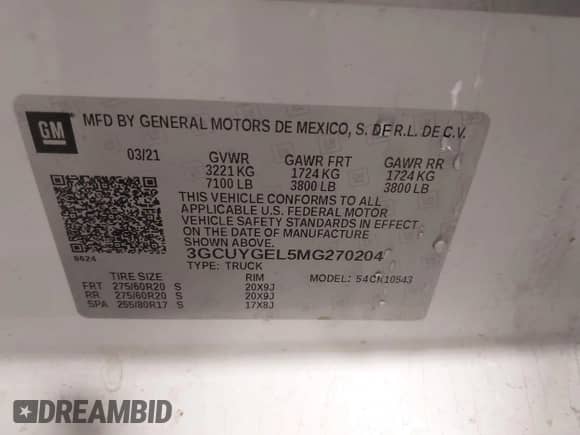 GM
MFD BY GENERAL MOTORS DE MEXICO, S. DE R.L. DE C.V.
03/21 GVWR GAWR FRT GAWR RR
3221 KG 1724 KG 1724 KG
7100 LB 3800 LB 3800 LB
THIS VEHICLE CONFORMS TO ALL
APPLICABLE U.S. FEDERAL MOTOR
VEHICLE SAFETY STANDARDS IN EFFECT
ON THE DATE OF MANUFACTURE
SHOWN ABOVE.
8624
3GCUYGEL5MG270204
TYPE: TRUCK MODEL: 54CK10543
TIRE SIZE RIM
FRT 275/60R20 S 20X9J
RR 275/60R20 S 20X9J
SPA 255/80R17 S 17X8J
DREAMBID